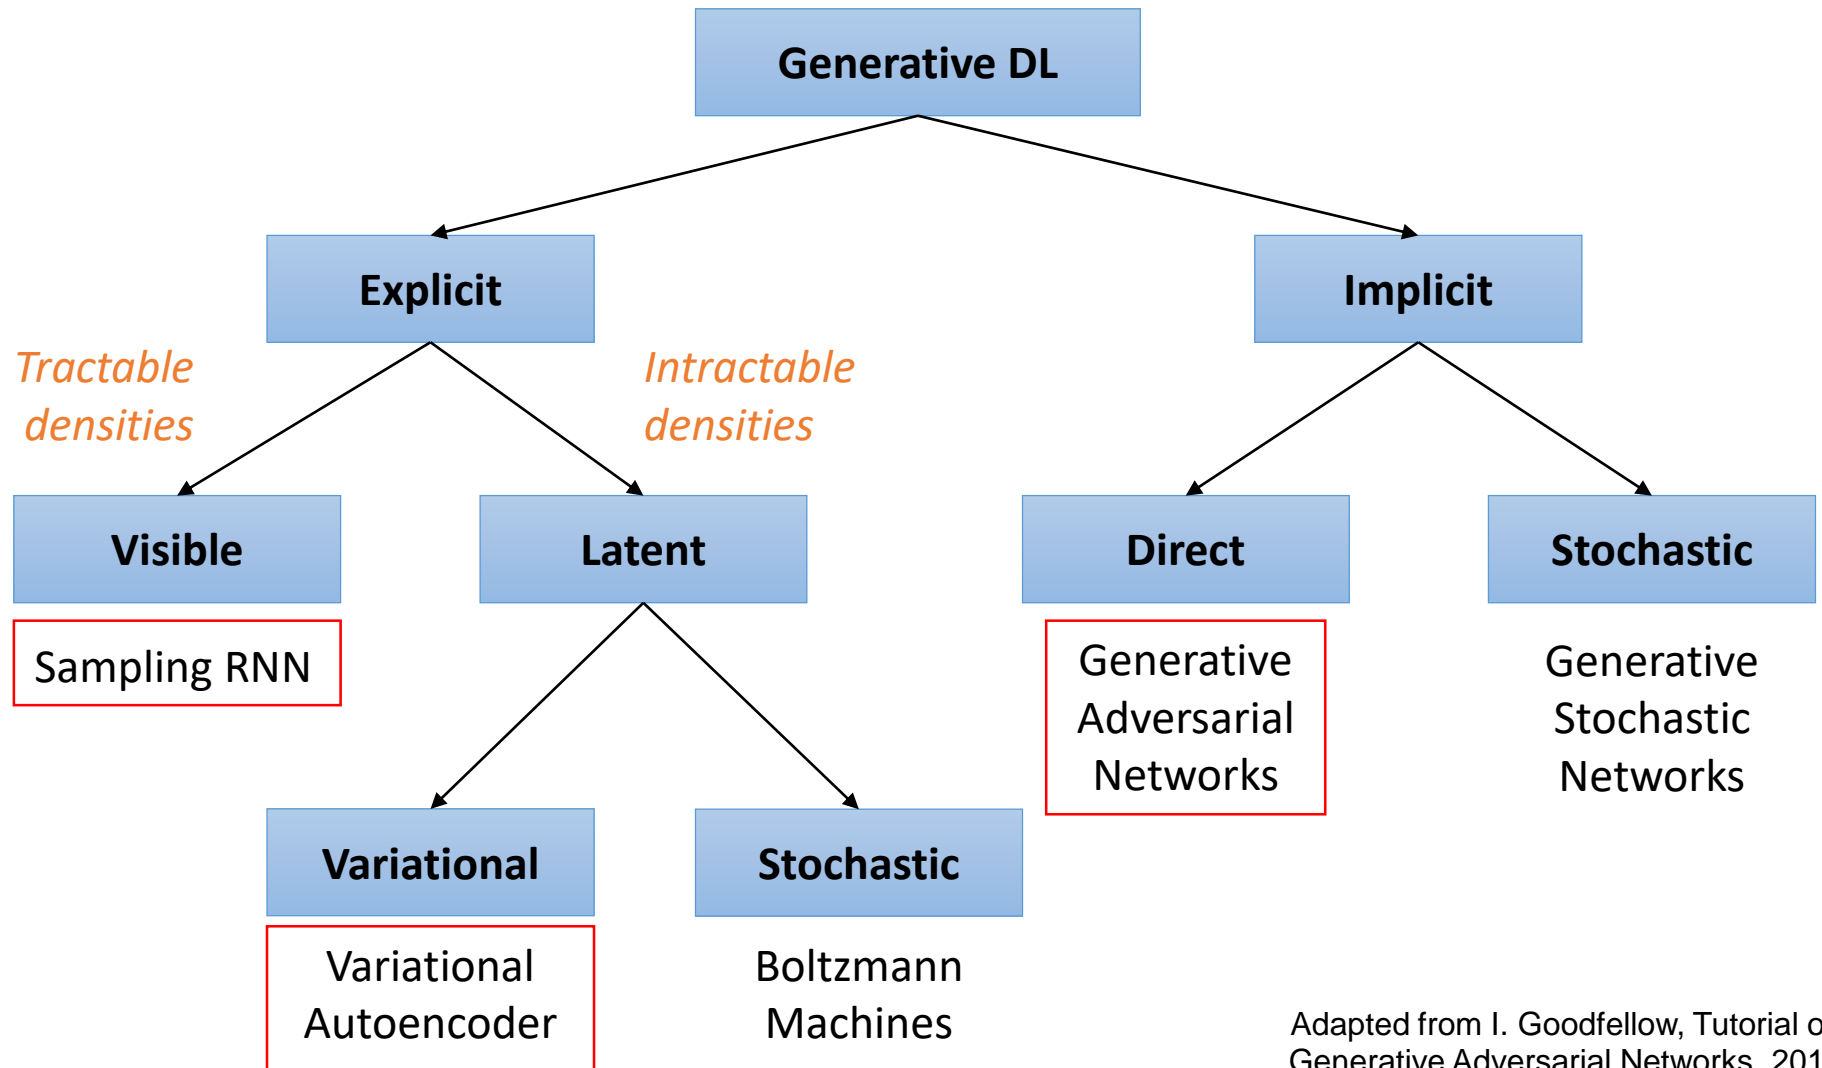 Generative DL
Explicit
Implicit
Tractable
densities
Intractable
densities
Visible
Latent
Direct
Stochastic
Sampling RNN
Generative
Adversarial
Networks
Generative
Stochastic
Networks
Variational
Stochastic
Variational
Autoencoder
Boltzmann
Machines
Adapted from I. Goodfellow, Tutorial
Generative Adversarial Networks